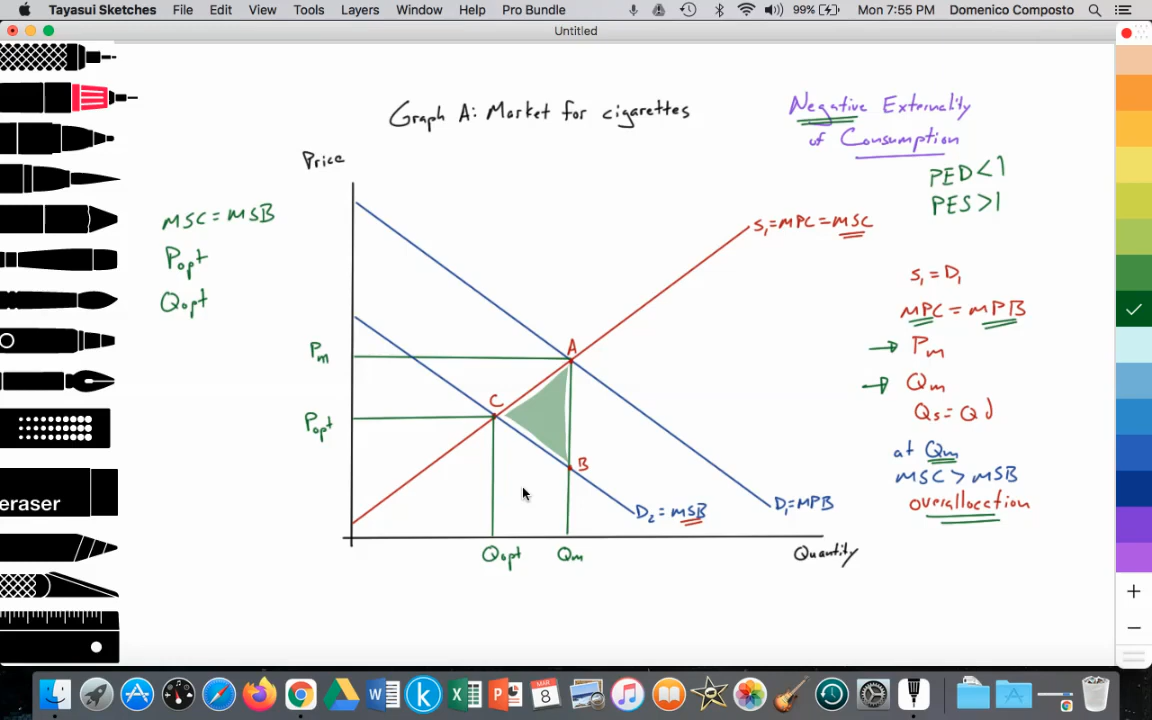 Tayasui Sketches File Edit View Tools Layers Window Help Pro Bundle 99% Mon 7:55 PM Domenico Composto
Untitled
Graph A: Market for cigarettes
Negative Externality
of Consumption
PED<1
PES>1
Price
MSC=MSB
Popt
Qopt
S₁=MPC=MSC
S₁=D₁
MPC=MPB
→ Pm
→ Qm
Qs=Qd
at Qm
MSC>MSB
overallocation
Pm
A
C
Popt
B
D₂=MSB
D₁=MPB
Qopt
Qm
Quantity
eraser
W
k
X
P
MAR
8